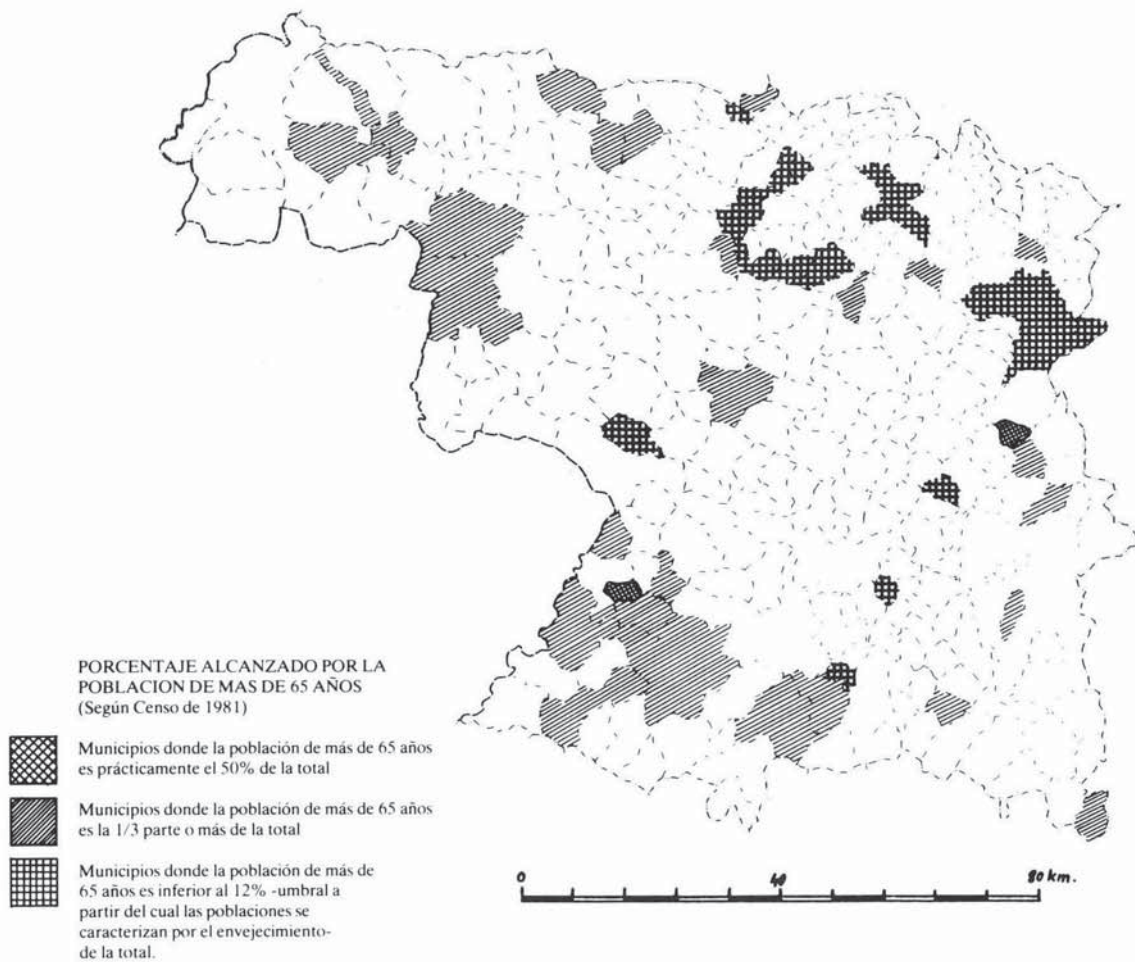 PORCENTAJE ALCANZADO POR LA
POBLACION DE MAS DE 65 AÑOS
(Según Censo de 1981)
Municipios donde la población de más de 65 años
es prácticamente el 50% de la total
Municipios donde la población de más de 65 años
es la 1/3 parte o más de la total
Municipios donde la población de más de
65 años es inferior al 12% -umbral a
partir del cual las poblaciones se
caracterizan por el envejecimiento-
de la total.
0 40 80 km.